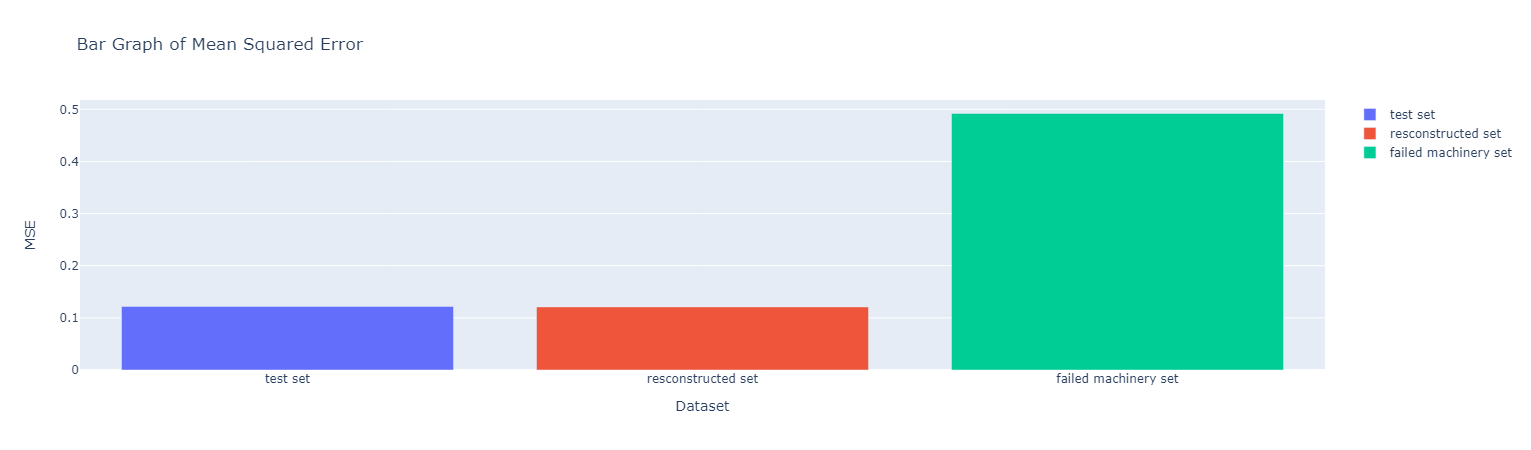 Bar Graph of Mean Squared Error
0.5
0.4
0.3
0.2
0.1
0
MSE
test set
resconstructed set
failed machinery set
Dataset
test set
resconstructed set
failed machinery set